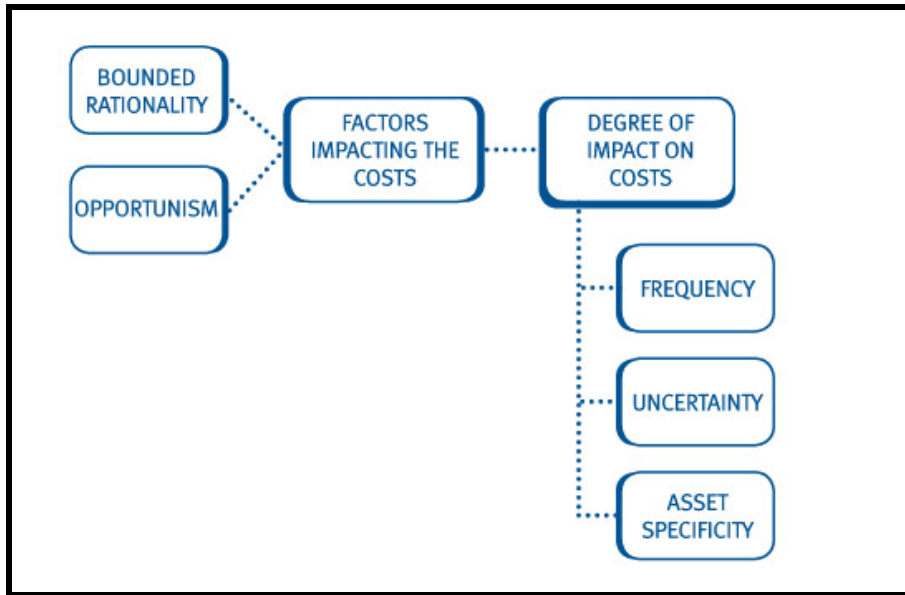 BOUNDED
RATIONALITY
OPPORTUNISM
FACTORS
IMPACTING THE
COSTS
DEGREE OF
IMPACT ON
COSTS
FREQUENCY
UNCERTAINTY
ASSET
SPECIFICITY